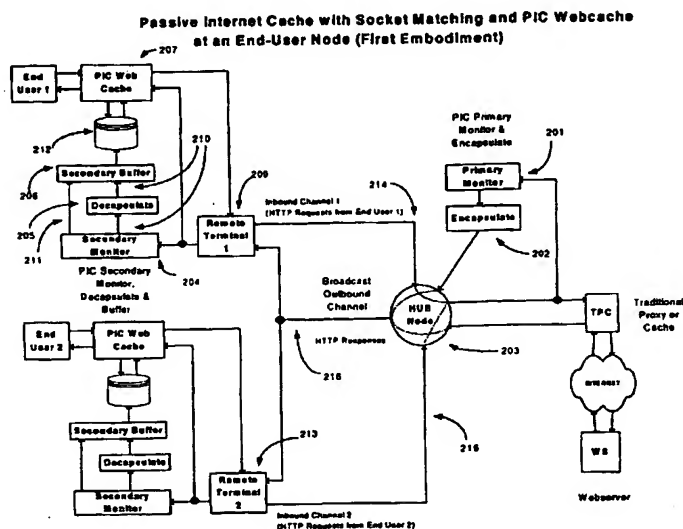 Passive Internet Cache with Socket Matching and PIC Webcache
at an End-User Node (First Embodiment)
207
End
User 1
PIC Web
Cache
212
210
206
Secondary Buffer
205
Decapsulate
211
Secondary
Monitor
204
PIC Secondary
Monitor,
Decapsulate &
Buffer
209
Remote
Terminal
1
Inbound Channel 1
(HTTP Requests from End User 1)
214
PIC Primary
Monitor &
Encapsulate
201
Primary
Monitor
Encapsulate
202
Broadcast
Outbound
Channel
HTTP Responses
216
HUB
Node
203
TPC
Traditional
Proxy or
Cache
INTERNET
WS
Webserver
End
User 2
PIC Web
Cache
Secondary Buffer
Decapsulate
Secondary
Monitor
213
Remote
Terminal
2
Inbound Channel 2
(HTTP Requests from End User 2)
215